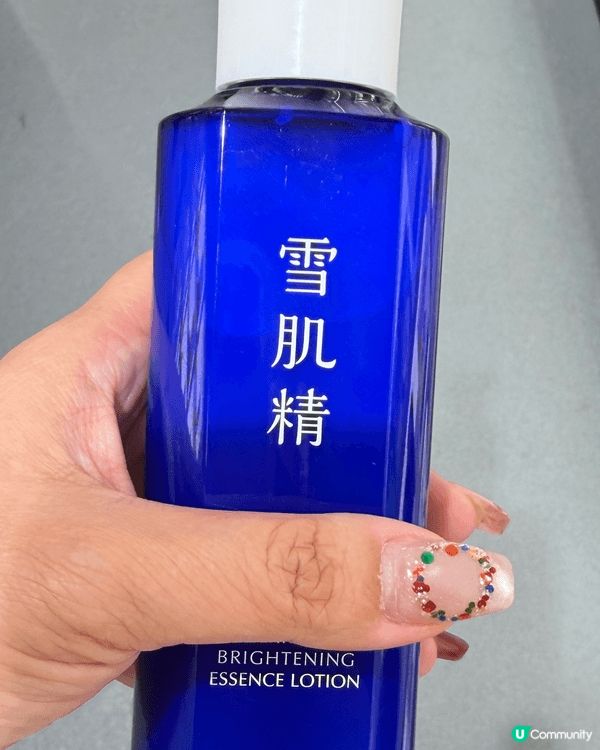 雪
肌
精
BRIGHTENING
ESSENCE LOTION
U Community